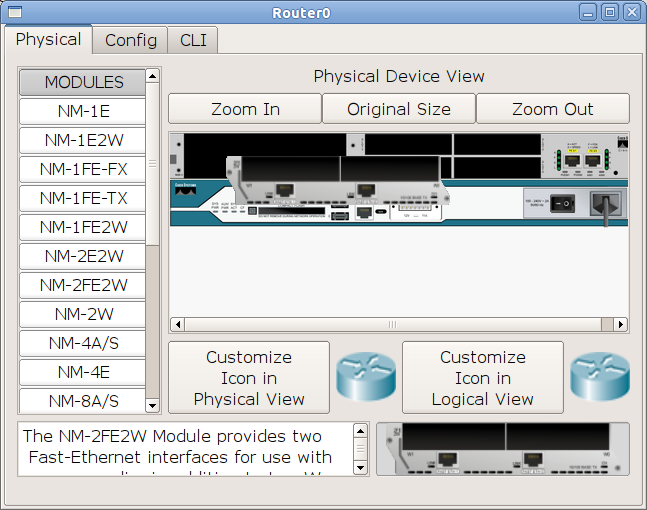 Router0
Physical
Config
CLI
MODULES
NM-1E
NM-1E2W
NM-1FE-FX
NM-1FE-TX
NM-1FE2W
NM-2E2W
NM-2FE2W
NM-2W
NM-4A/S
NM-4E
NM-8A/S
Physical Device View
Zoom In
Original Size
Zoom Out
Customize
Icon in
Physical View
Customize
Icon in
Logical View
The NM-2FE2W Module provides two
Fast-Ethernet interfaces for use with
W1
W0